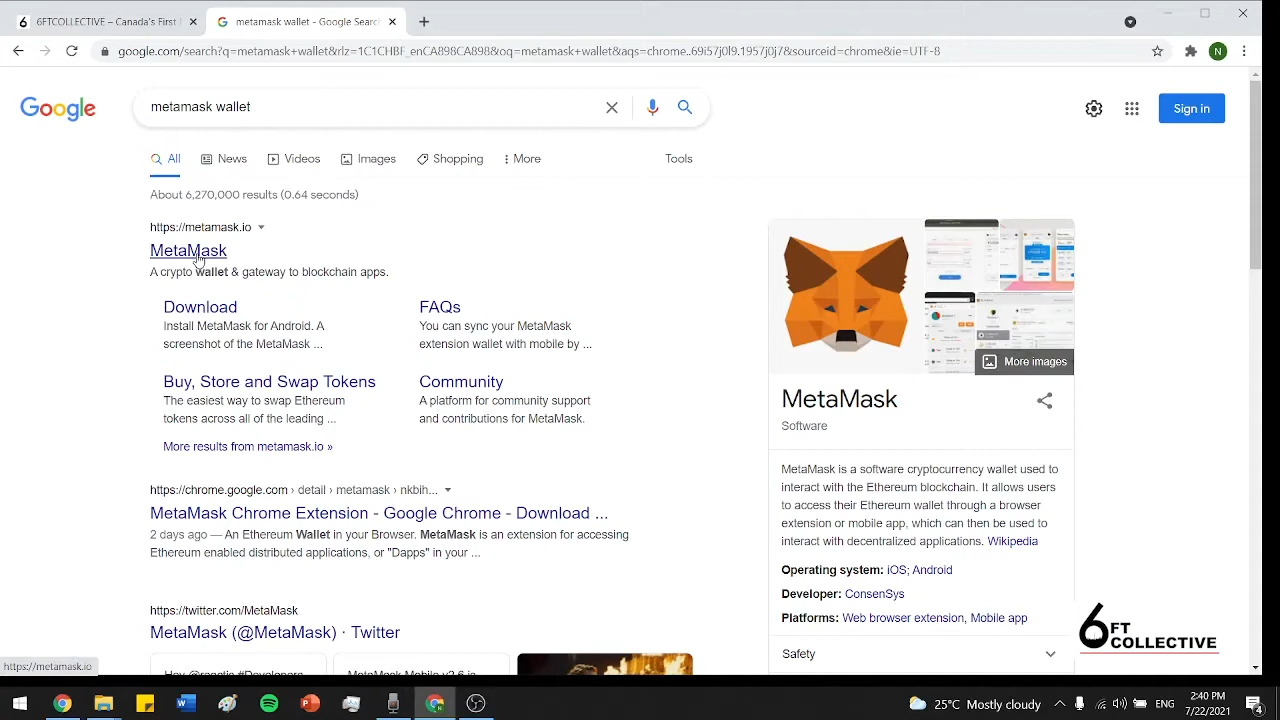 6FTCOLLECTIVE – Canada's First
metamask wallet - Google Search
google.com/search?q=metamask+wallet&rlz=1C1CHBF_enCA898CA898&oq=metamask+wallet&aqs=chrome..69i57j0l9.1957j0j7&sourceid=chrome&ie=UTF-8
N
Google
metamask wallet
Sign in
All
News
Videos
Images
Shopping
More
Tools
About 6,270,000 results (0.64 seconds)
https://metamask.io
MetaMask
A crypto wallet & gateway to blockchain apps.
Download
Install MetaMask for Android. A
screenshot of the MetaMask
FAQs
You can sync your MetaMask
extension wallet with mobile by ...
Buy, Store and Swap Tokens
The easiest way to swap Ethereum
tokens across all of the leading ...
Community
A platform for community support
and contributions for MetaMask.
More results from metamask.io »
https://chrome.google.com › detail › metamask › nkbih...
MetaMask Chrome Extension - Google Chrome - Download ...
2 days ago — An Ethereum Wallet in your Browser. MetaMask is an extension for accessing
Ethereum enabled distributed applications, or "Dapps" in your ...
https://twitter.com/MetaMask
MetaMask (@MetaMask) · Twitter
MetaMask Mobile v2.6 is
More images
MetaMask
Software
MetaMask is a software cryptocurrency wallet used to
interact with the Ethereum blockchain. It allows users
to access their Ethereum wallet through a browser
extension or mobile app, which can then be used to
interact with decentralized applications. Wikipedia
Operating system: iOS; Android
Developer: ConsenSys
Platforms: Web browser extension, Mobile app
Safety
6FT
COLLECTIVE
https://metamask.io
25°C Mostly cloudy
2:40 PM
7/22/2021
4